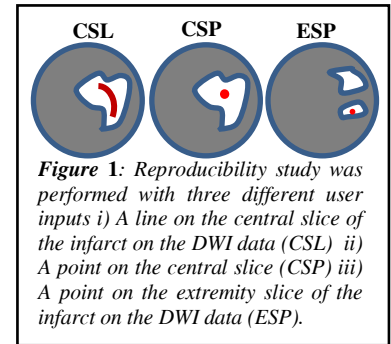 CSL CSP ESP
Figure 1: Reproducibility study was
performed with three different user
inputs i) A line on the central slice of
the infarct on the DWI data (CSL) ii)
A point on the central slice (CSP) iii)
A point on the extremity slice of the
infarct on the DWI data (ESP).